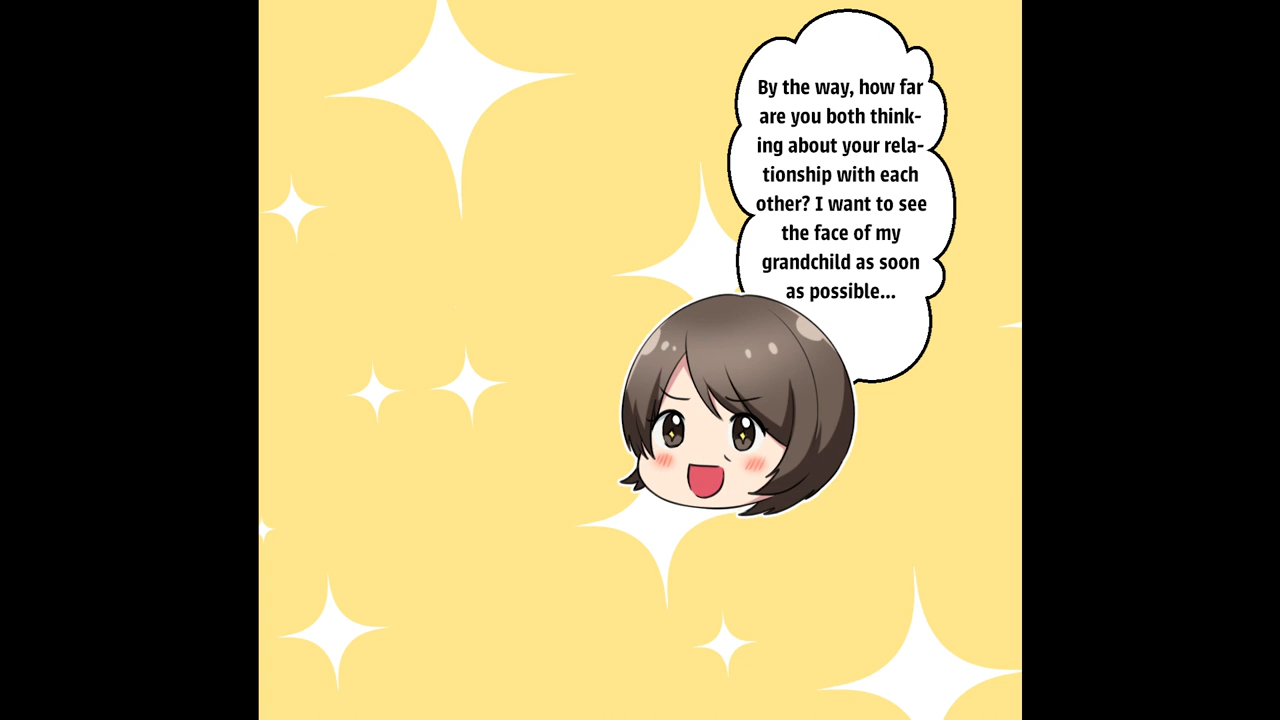 By the way, how far
are you both think-
ing about your rela-
tionship with each
other? I want to see
the face of my
grandchild as soon
as possible...